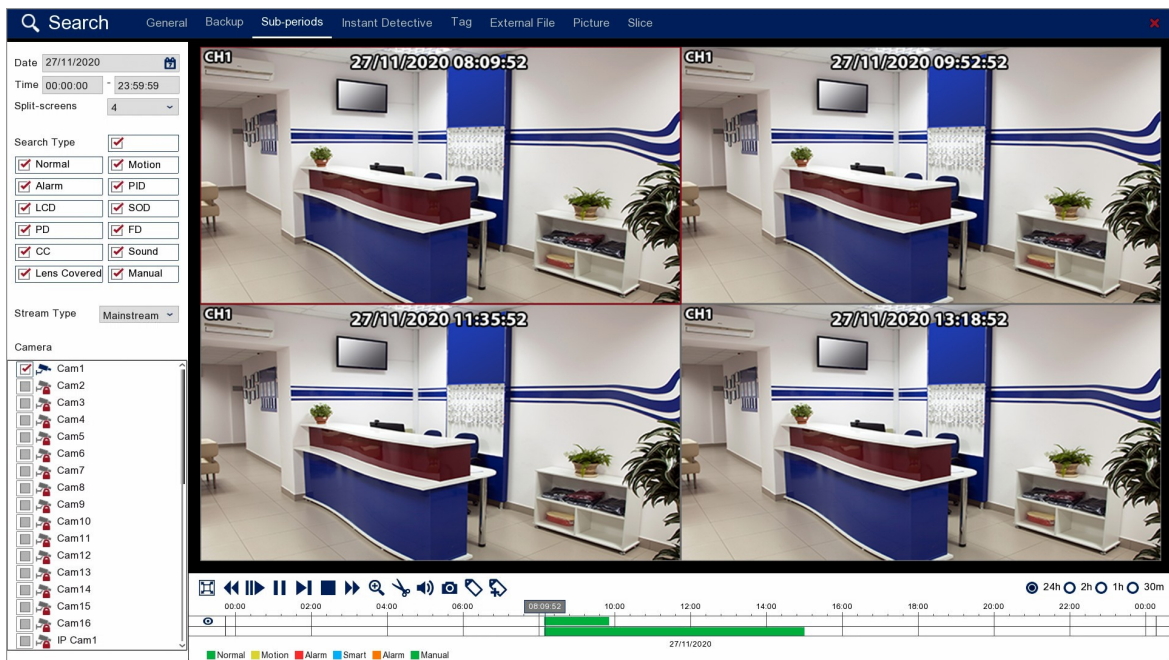 Search General Backup Sub-periods Instant Detective Tag External File Picture Slice
Date 27/11/2020
Time 00:00:00 - 23:59:59
Split-screens 4
Search Type
Normal Motion
Alarm PID
LCD SOD
PD FD
CC Sound
Lens Covered Manual
Stream Type Mainstream
Camera
Cam1
Cam2
Cam3
Cam4
Cam5
Cam6
Cam7
Cam8
Cam9
Cam10
Cam11
Cam12
Cam13
Cam14
Cam15
Cam16
IP Cam1
CH1 27/11/2020 08:09:52
CH1 27/11/2020 09:52:52
CH1 27/11/2020 11:35:52
CH1 27/11/2020 13:18:52
24h 2h 1h 30m
00:00 02:00 04:00 06:00 08:09:52 10:00 12:00 14:00 16:00 18:00 20:00 22:00 00:00
27/11/2020
Normal Motion Alarm Smart Alarm Manual